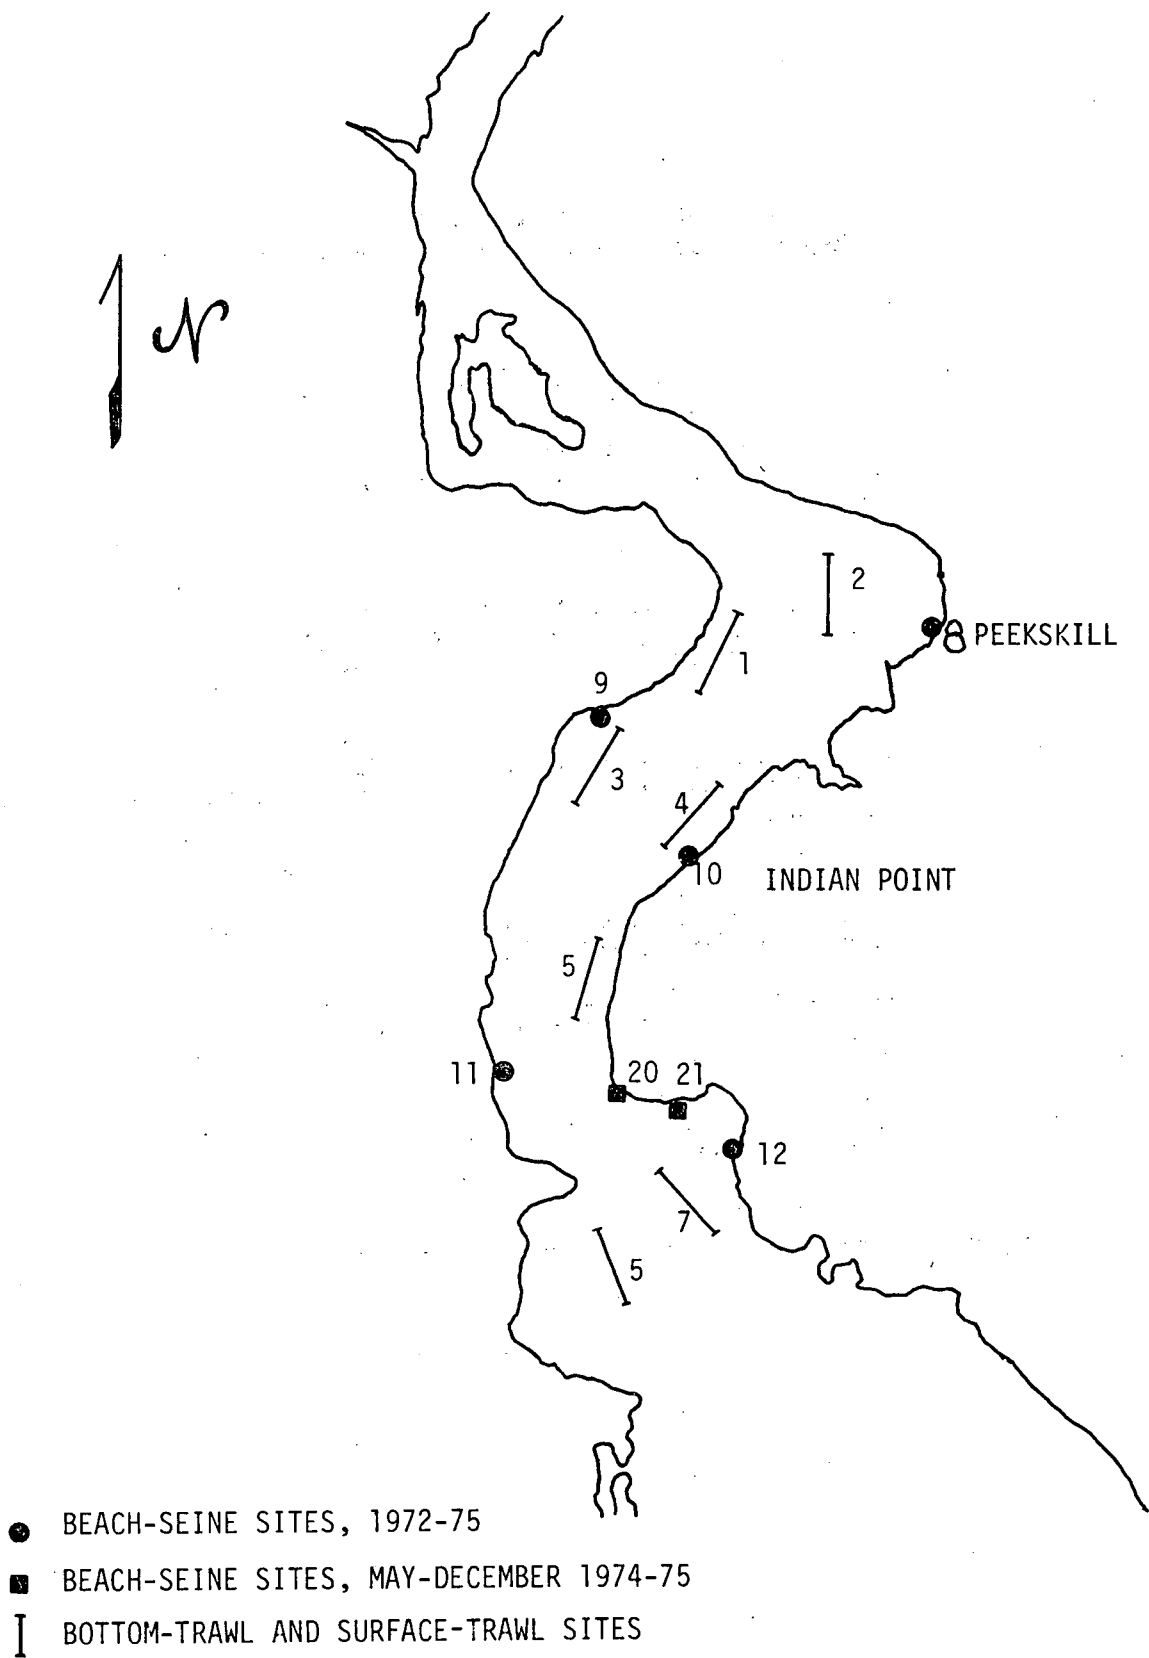 N
2
8 PEEKSKILL
1
9
3
4
10
INDIAN POINT
5
11
20 21
12
7
5
BEACH-SEINE SITES, 1972-75
BEACH-SEINE SITES, MAY-DECEMBER 1974-75
BOTTOM-TRAWL AND SURFACE-TRAWL SITES